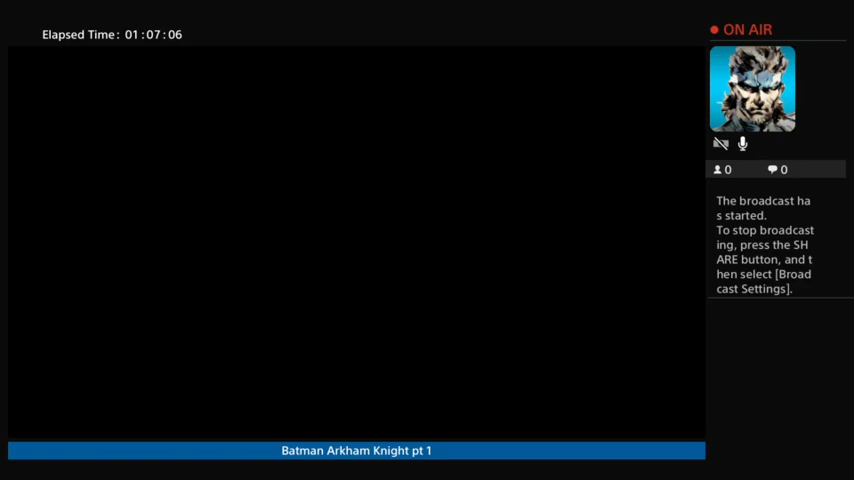 Elapsed Time: 01:07:06
ON AIR
0 0
The broadcast ha
s started.
To stop broadcast
ing, press the SH
ARE button, and t
hen select [Broad
cast Settings].
Batman Arkham Knight pt 1